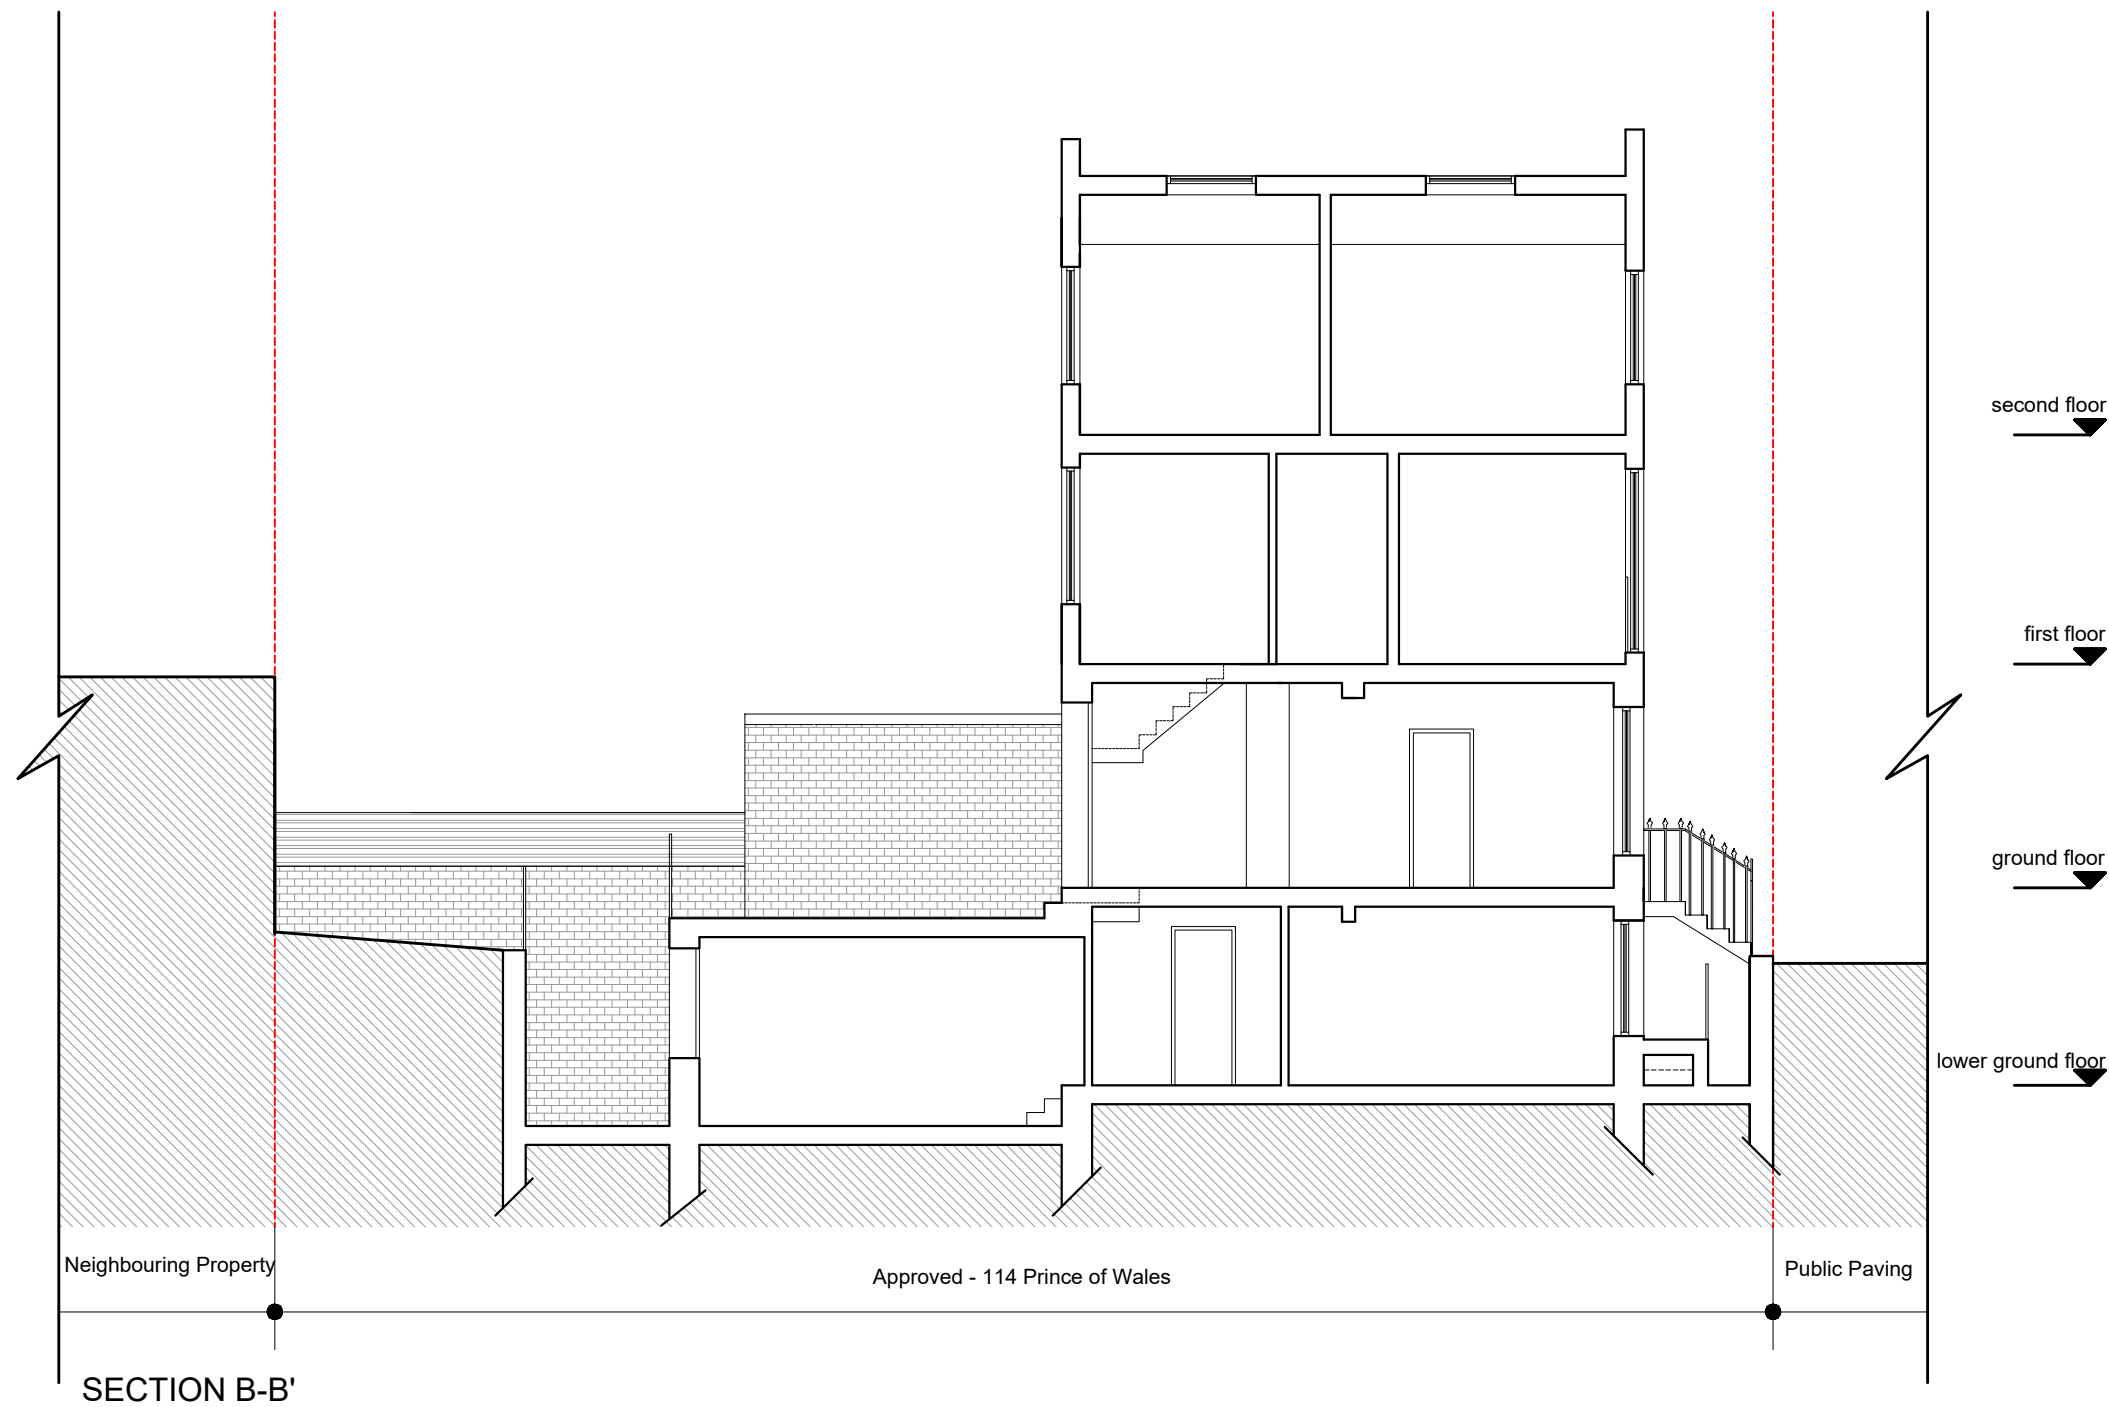 second floor
first floor
ground floor
lower ground floor
Neighbouring Property
Approved - 114 Prince of Wales
Public Paving
SECTION B-B'